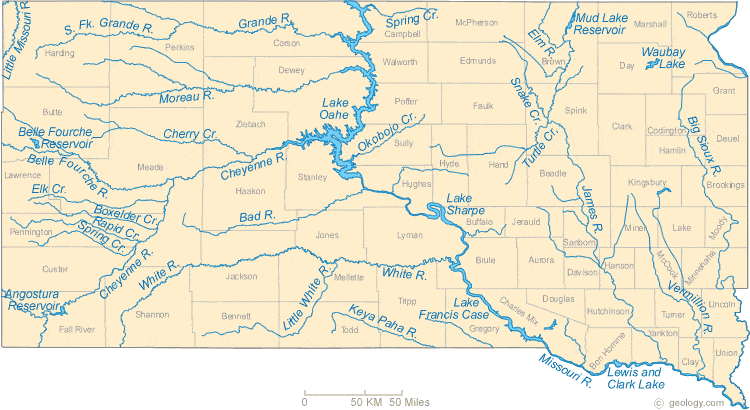 Little Missouri R.
S. Fk. Grande R.
Grande R.
Spring Cr.
Campbell
McPherson
Mud Lake
Reservoir
Marshall
Roberts
Harding
Perkins
Corson
Walworth
Edmunds
Elm R.
Brown
Day
Waubay
Lake
Dewey
Moreau R.
Lake
Oahe
Potter
Faulk
Snake Cr.
Spink
Grant
Butte
Ziebach
Okobojo Cr.
Sully
Clark
Codington
Hamlin
Big Sioux R.
Deuel
Belle Fourche
Reservoir
Cherry Cr.
Turtle Cr.
Belle Fourche R.
Meade
Cheyenne R.
Hyde
Hand
Lawrence
Haakon
Stanley
Hughes
Beadle
Kingsbury
Brookings
Elk Cr.
Boxelder Cr.
Rapid Cr.
Spring Cr.
Bad R.
Lake
Sharpe
Buffalo
Jerauld
James R.
Miner
Lake
Moody
Pennington
Jones
Lyman
Sanborn
Custer
Cheyenne R.
White R.
Jackson
Mellette
White R.
Brule
Aurora
Davison
Hanson
McCook
Minnehaha
Angostura
Reservoir
Fall River
Shannon
Bennett
Little White R.
Todd
Keya Paha R.
Tripp
Lake
Francis Case
Gregory
Charles Mix
Douglas
Hutchinson
Vermillion R.
Turner
Lincoln
Missouri R.
Bon Homme
Yankton
Clay
Union
Lewis and
Clark Lake
0 50 KM 50 Miles
© geology.com